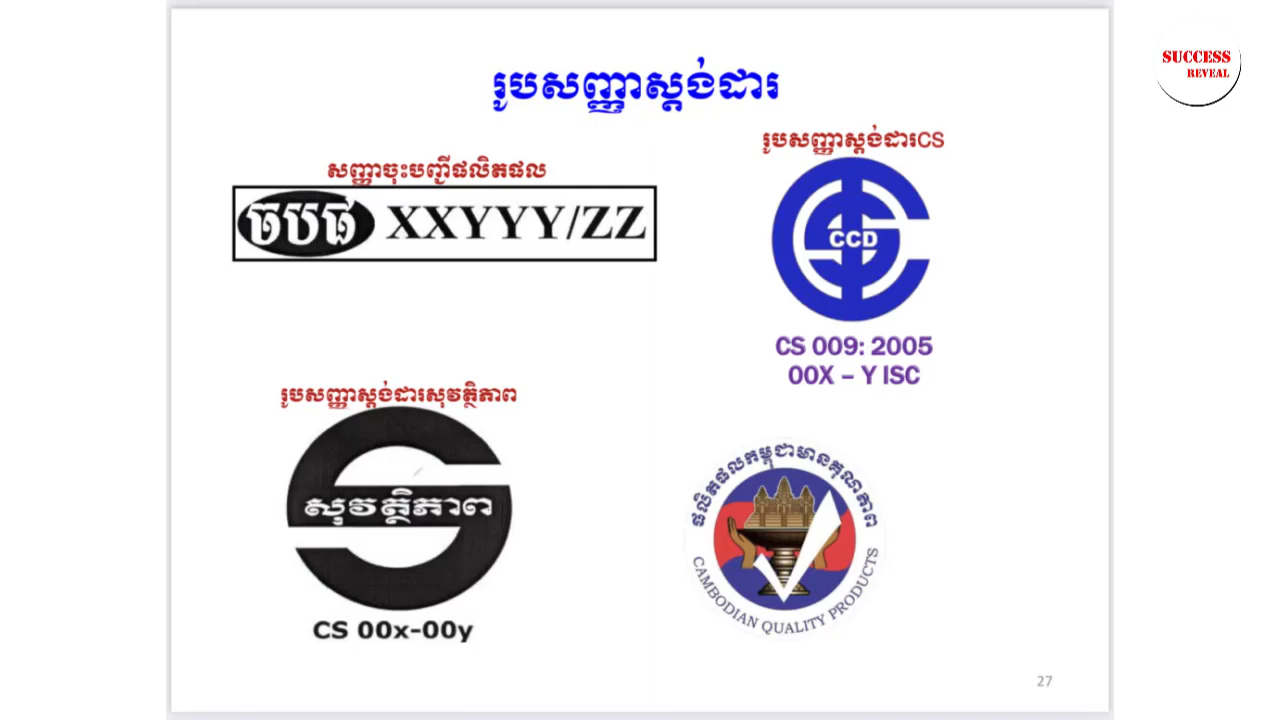 រូបសញ្ញាស្តង់ដារ
SUCCESS
REVEAL
សញ្ញាចុះបញ្ជីផលិតផល
ចបផ XXYYY/ZZ
រូបសញ្ញាស្តង់ដារCS
CCD
CS 009: 2005
00X – Y ISC
រូបសញ្ញាស្តង់ដារសុវត្ថិភាព
សុវត្ថិភាព
CS 00x-00y
ផលិតផលកម្ពុជាមានគុណភាព
CAMBODIAN QUALITY PRODUCTS
27